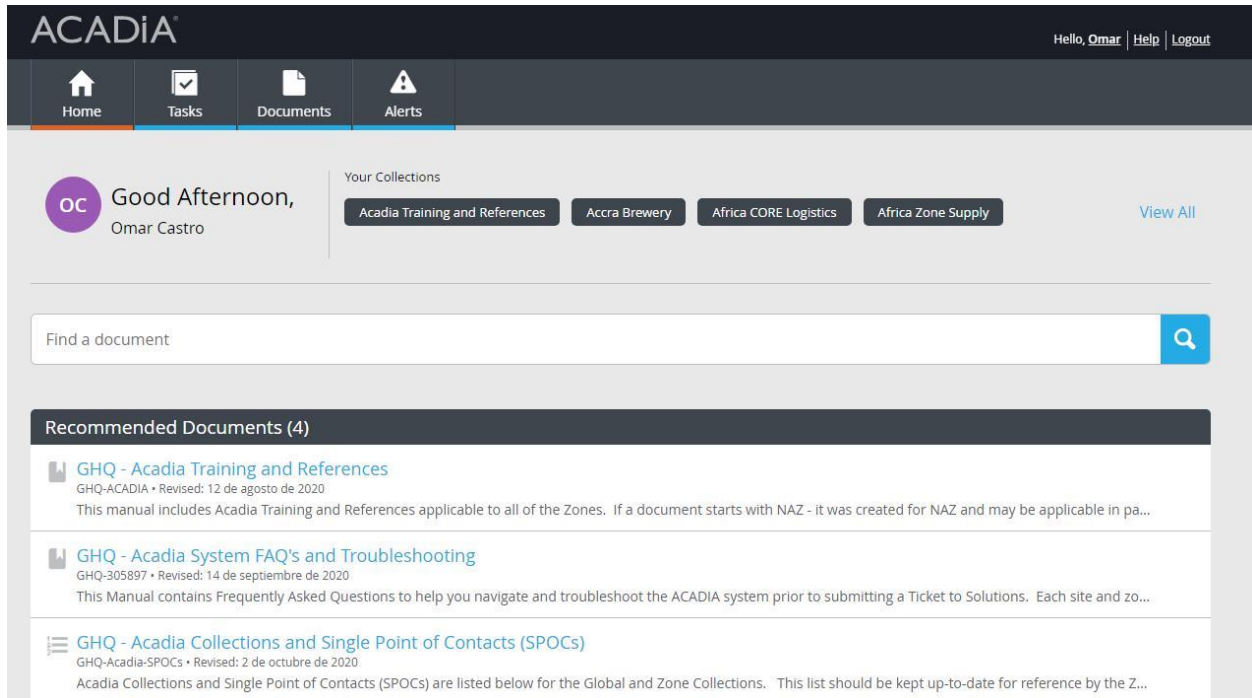 ACADiA
Hello, Omar | Help | Logout
Home Tasks Documents Alerts
OC
Good Afternoon,
Omar Castro
Your Collections
Acadia Training and References Accra Brewery Africa CORE Logistics Africa Zone Supply
View All
Find a document
Recommended Documents (4)
GHQ - Acadia Training and References
GHQ-ACADIA • Revised: 12 de agosto de 2020
This manual includes Acadia Training and References applicable to all of the Zones. If a document starts with NAZ - it was created for NAZ and may be applicable in pa...
GHQ - Acadia System FAQ's and Troubleshooting
GHQ-305897 • Revised: 14 de septiembre de 2020
This Manual contains Frequently Asked Questions to help you navigate and troubleshoot the ACADIA system prior to submitting a Ticket to Solutions. Each site and zo...
GHQ - Acadia Collections and Single Point of Contacts (SPOCs)
GHQ-Acadia-SPOCs • Revised: 2 de octubre de 2020
Acadia Collections and Single Point of Contacts (SPOCs) are listed below for the Global and Zone Collections. This list should be kept up-to-date for reference by the Z...